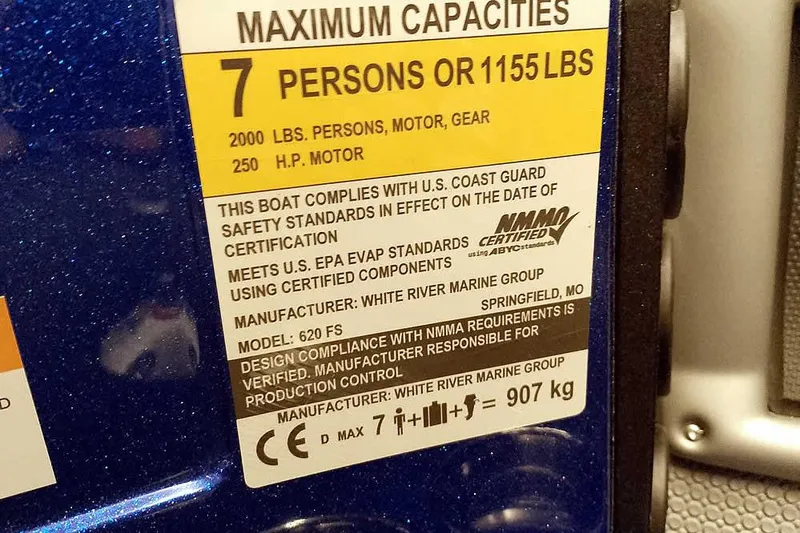 MAXIMUM CAPACITIES
7 PERSONS OR 1155 LBS
2000 LBS. PERSONS, MOTOR, GEAR
250 H.P. MOTOR
THIS BOAT COMPLIES WITH U.S. COAST GUARD
SAFETY STANDARDS IN EFFECT ON THE DATE OF
CERTIFICATION
NMMA
CERTIFIED
using ABYC standards
MEETS U.S. EPA EVAP STANDARDS
USING CERTIFIED COMPONENTS
MANUFACTURER: WHITE RIVER MARINE GROUP
SPRINGFIELD, MO
MODEL: 620 FS
DESIGN COMPLIANCE WITH NMMA REQUIREMENTS IS
VERIFIED. MANUFACTURER RESPONSIBLE FOR
PRODUCTION CONTROL
MANUFACTURER: WHITE RIVER MARINE GROUP
CE D MAX 7 + + = 907 kg
D